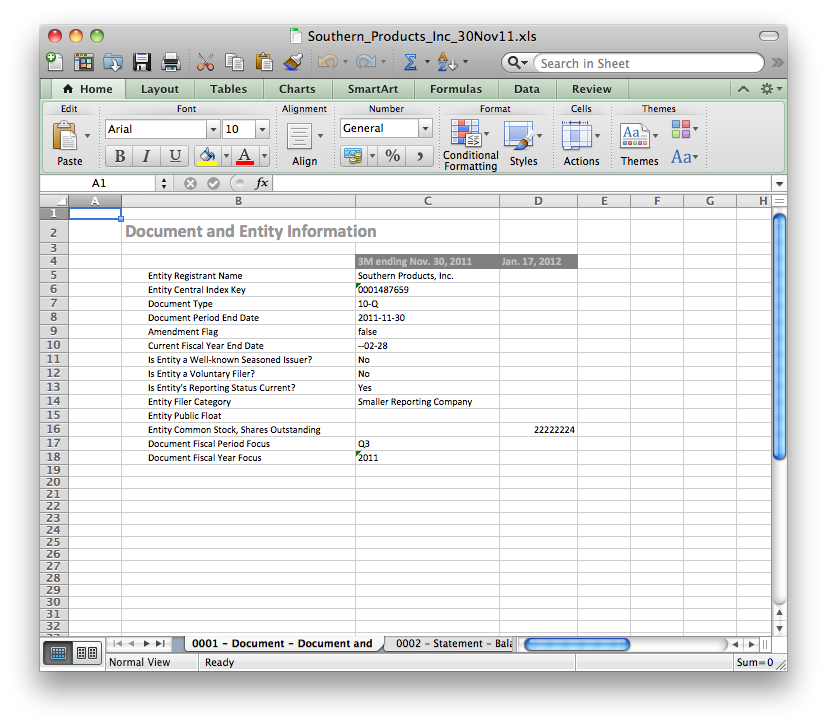 Southern_Products_Inc_30Nov11.xls
Search in Sheet
Home Layout Tables Charts SmartArt Formulas Data Review
Edit Font Alignment Number Format Cells Themes
Arial 10 General
Paste B I U A Align % Conditional Formatting Styles Actions Aa Themes Aa
A1 fx
A B C D E F G H
1
2 Document and Entity Information
3
4 3M ending Nov. 30, 2011 Jan. 17, 2012
5 Entity Registrant Name Southern Products, Inc.
6 Entity Central Index Key 0001487659
7 Document Type 10-Q
8 Document Period End Date 2011-11-30
9 Amendment Flag false
10 Current Fiscal Year End Date --02-28
11 Is Entity a Well-known Seasoned Issuer? No
12 Is Entity a Voluntary Filer? No
13 Is Entity's Reporting Status Current? Yes
14 Entity Filer Category Smaller Reporting Company
15 Entity Public Float
16 Entity Common Stock, Shares Outstanding 22222224
17 Document Fiscal Period Focus Q3
18 Document Fiscal Year Focus 2011
19
20
21
22
23
24
25
26
27
28
29
30
31
32
0001 - Document - Document and 0002 - Statement - Bala
Normal View Ready Sum=0